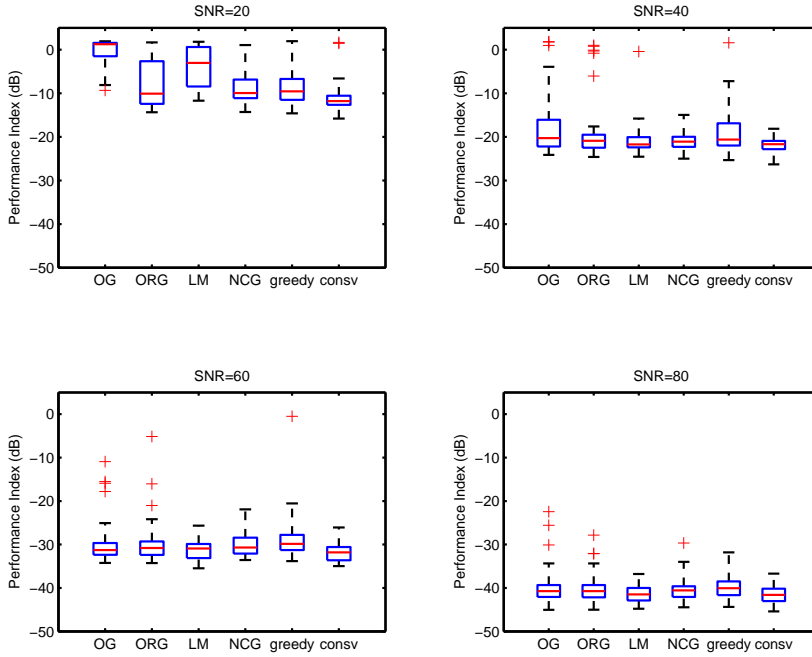 SNR=20
Performance Index (dB)
0
−10
−20
−30
−40
−50
OG ORG LM NCG greedy consv
SNR=40
Performance Index (dB)
0
−10
−20
−30
−40
−50
OG ORG LM NCG greedy consv
SNR=60
Performance Index (dB)
0
−10
−20
−30
−40
−50
OG ORG LM NCG greedy consv
SNR=80
Performance Index (dB)
0
−10
−20
−30
−40
−50
OG ORG LM NCG greedy consv